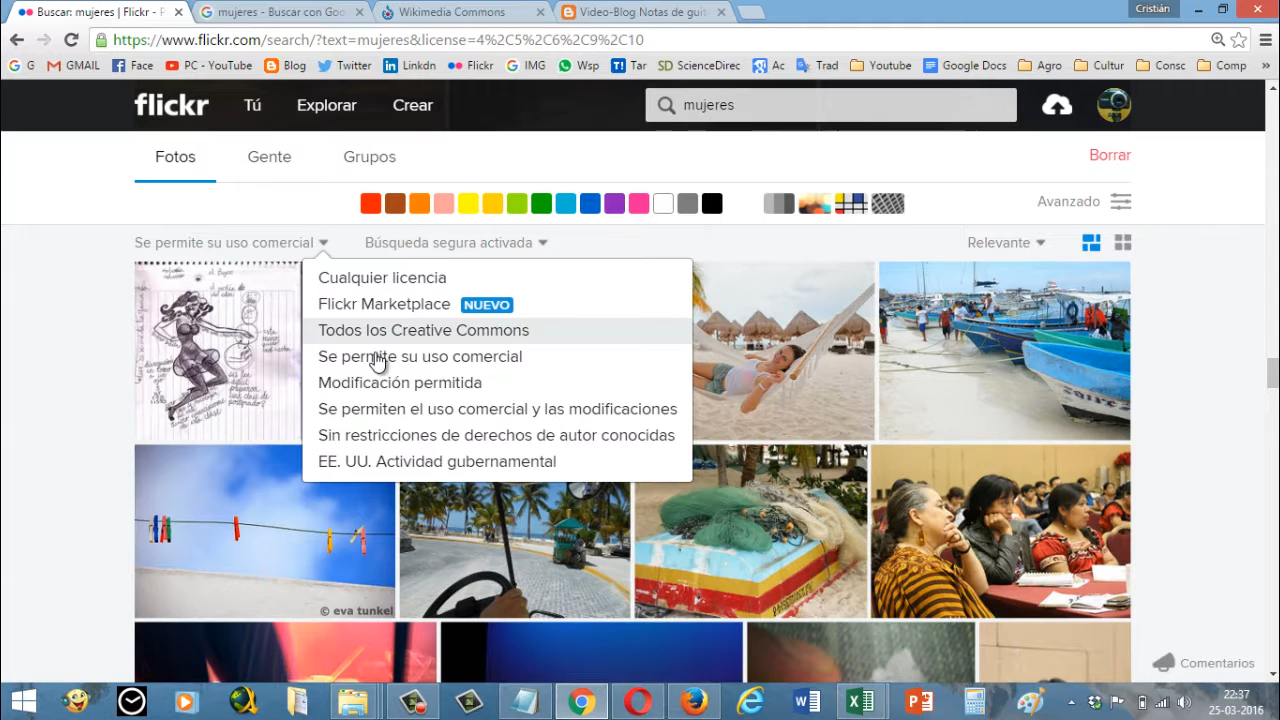 Buscar mujeres | Flickr - P
mujeres - Buscar con Goo
Wikimedia Commons
Video-Blog Notas de guit
Cristián
https://www.flickr.com/search/?text=mujeres&license=4%2C5%2C6%2C9%2C10
G
GMAIL
Face
PC - YouTube
Blog
Twitter
Linkdn
Flickr
IMG
Wsp
Tar
SD ScienceDirec
Ac
Trad
Youtube
Google Docs
Agro
Cultur
Consc
Comp
»
flickr
Tú
Explorar
Crear
mujeres
Fotos
Gente
Grupos
Borrar
Avanzado
Se permite su uso comercial
Búsqueda segura activada
Relevante
Cualquier licencia
Flickr Marketplace NUEVO
Todos los Creative Commons
Se permite su uso comercial
Modificación permitida
Se permiten el uso comercial y las modificaciones
Sin restricciones de derechos de autor conocidas
EE. UU. Actividad gubernamental
© eva tunkel
Comentarios
22:37
25-03-2016